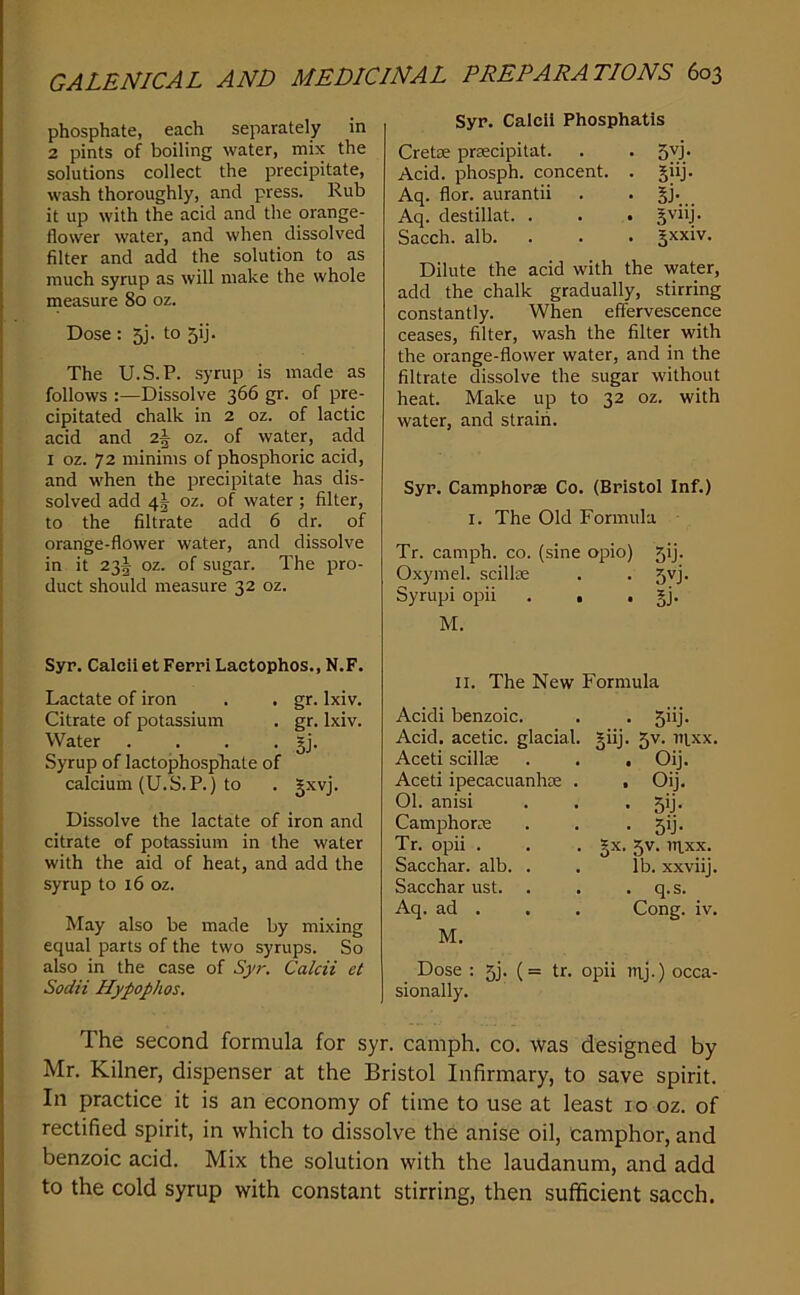 GALENICAL AND MEDICINAL PREPARATIONS 603
phosphate, each separately in
2 pints of boiling water, mix the
solutions collect the precipitate,
wash thoroughly, and press. Rub
it up with the acid and the orange-
flower water, and when dissolved
filter and add the solution to as
much syrup as will make the whole
measure 80 oz.
Dose : ʒj. to ʒij.
The U.S.P. syrup is made as
follows :—Dissolve 366 gr. of pre-
cipitated chalk in 2 oz. of lactic
acid and 2½ oz. of water, add
1 oz. 72 minims of phosphoric acid,
and when the precipitate has dis-
solved add 4½ oz. of water ; filter,
to the filtrate add 6 dr. of
orange-flower water, and dissolve
in it 23½ oz. of sugar. The pro-
duct should measure 32 oz.
Syr. Calcii et Ferri Lactophos., N.F.
Lactate of iron . . gr. lxiv.
Citrate of potassium . gr. lxiv.
Water . . . . ℥j.
Syrup of lactophosphate of
calcium (U.S.P.) to . ℥xvj.
Dissolve the lactate of iron and
citrate of potassium in the water
with the aid of heat, and add the
syrup to 16 oz.
May also be made by mixing
equal parts of the two syrups. So
also in the case of Syr. Calcii et
Sodii Hypophos.
Syr. Calcii Phosphatis
Cretæ præcipitat. . . ʒvj.
Acid. phosph. concent. . ℥iij.
Aq. flor. aurantii . . ℥j.
Aq. destillat. . . . ℥viij.
Sacch. alb. . . . ℥xxiv.
Dilute the acid with the water,
add the chalk gradually, stirring
constantly. When effervescence
ceases, filter, wash the filter with
the orange-flower water, and in the
filtrate dissolve the sugar without
heat. Make up to 32 oz. with
water, and strain.
Syr. Camphoræ Co. (Bristol Inf.)
I. The Old Formula
Tr. camph. co. (sine opio) ʒij.
Oxymel. scillæ . . ʒvj.
Syrupi opii . . . ℥j.
M.
II. The New Formula
Acidi benzoic. . . ʒiij.
Acid. acetic. glacial. ℥iij. ʒv. ♏xx.
Aceti scillæ . . . Oij.
Aceti ipecacuanhæ . . Oij.
Ol. anisi . . . ʒij.
Camphoræ . . . ʒij.
Tr. opii . . . ℥x. ʒv. ♏xx.
Sacchar. alb. . . lb. xxviij.
Sacchar ust. . . . q.s.
Aq. ad . . . Cong. iv.
M.
Dose : ʒj. (= tr. opii ♏j.) occa-
sionally.
The second formula for syr. camph. co. was designed by
Mr. Kilner, dispenser at the Bristol Infirmary, to save spirit.
In practice it is an economy of time to use at least 10 oz. of
rectified spirit, in which to dissolve the anise oil, camphor, and
benzoic acid. Mix the solution with the laudanum, and add
to the cold syrup with constant stirring, then sufficient sacch.